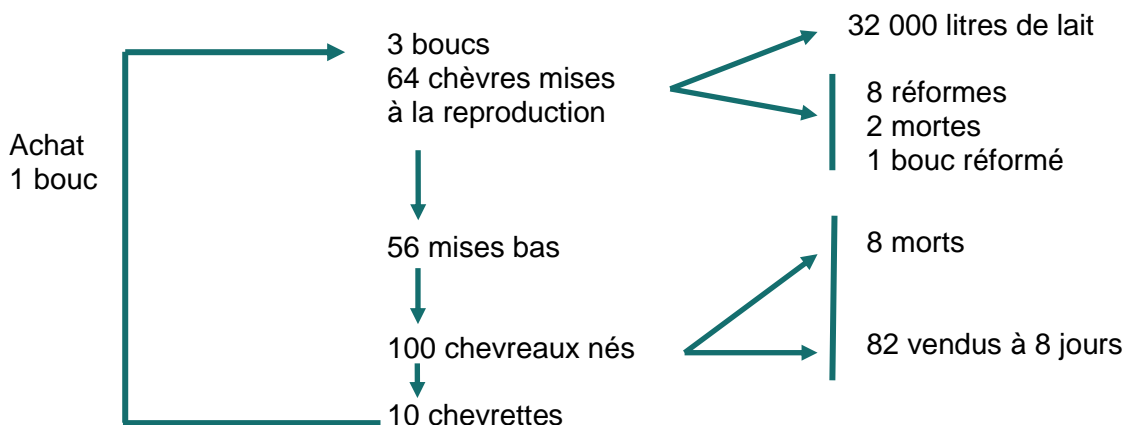 32 000 litres de lait
3 boucs
64 chèvres mises
à la reproduction
8 réformes
2 mortes
1 bouc réformé
Achat
1 bouc
56 mises bas
8 morts
100 chevreaux nés
82 vendus à 8 jours
10 chevrettes